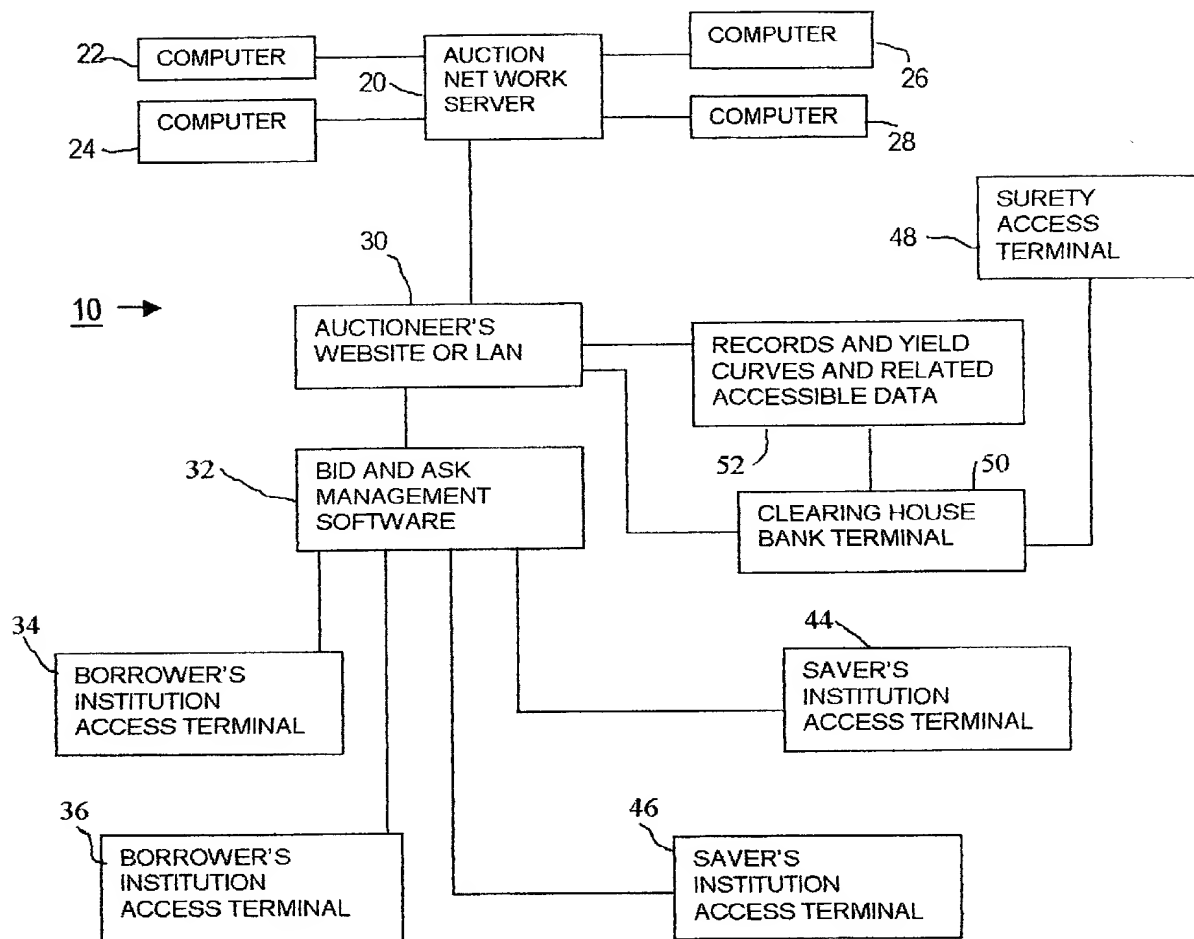 22
COMPUTER
20
AUCTION
NET WORK
SERVER
COMPUTER
26
24
COMPUTER
COMPUTER
28
48
SURETY
ACCESS
TERMINAL
10
30
AUCTIONEER'S
WEBSITE OR LAN
RECORDS AND YIELD
CURVES AND RELATED
ACCESSIBLE DATA
32
BID AND ASK
MANAGEMENT
SOFTWARE
52
50
CLEARING HOUSE
BANK TERMINAL
34
BORROWER'S
INSTITUTION
ACCESS TERMINAL
44
SAVER'S
INSTITUTION
ACCESS TERMINAL
36
BORROWER'S
INSTITUTION
ACCESS TERMINAL
46
SAVER'S
INSTITUTION
ACCESS TERMINAL